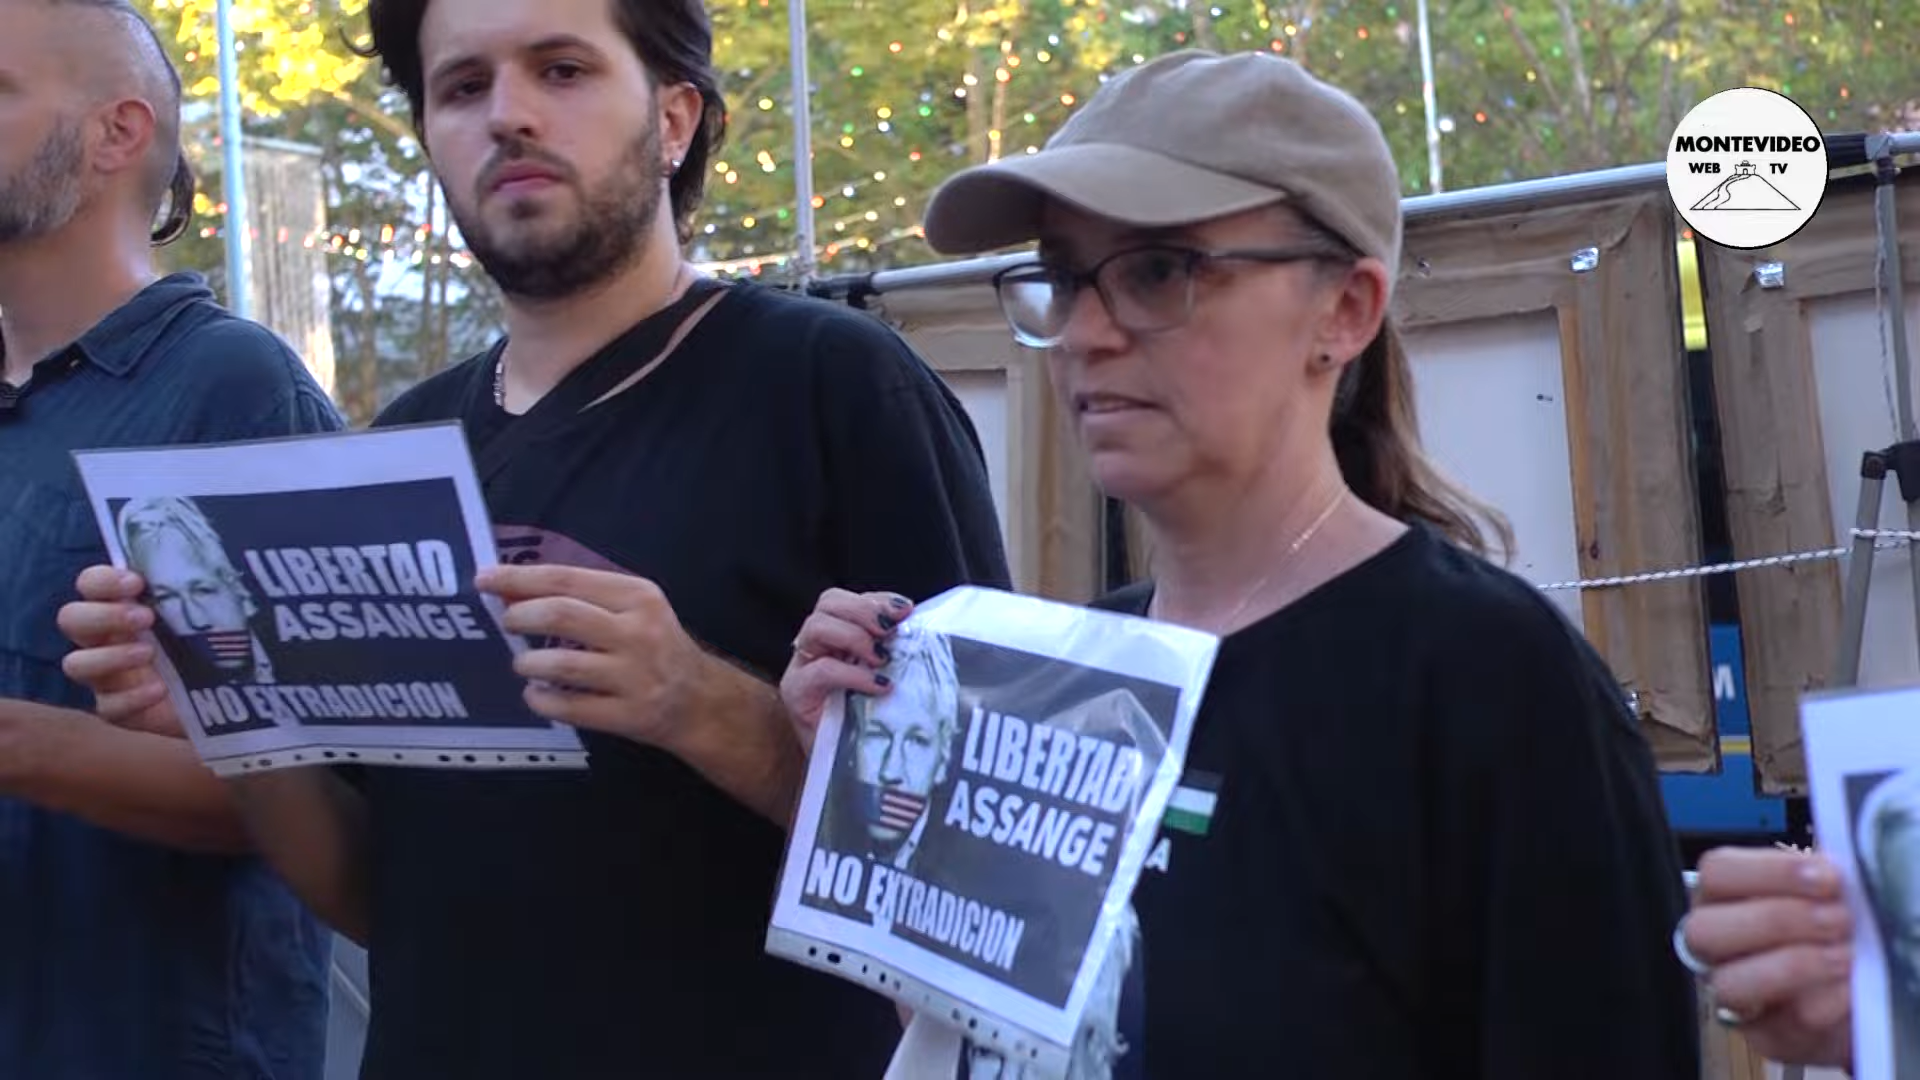 MONTEVIDEO
WEB TV
LIBERTAD
ASSANGE
NO EXTRADICION
LIBERTAD
ASSANGE
NO EXTRADICION
A
M